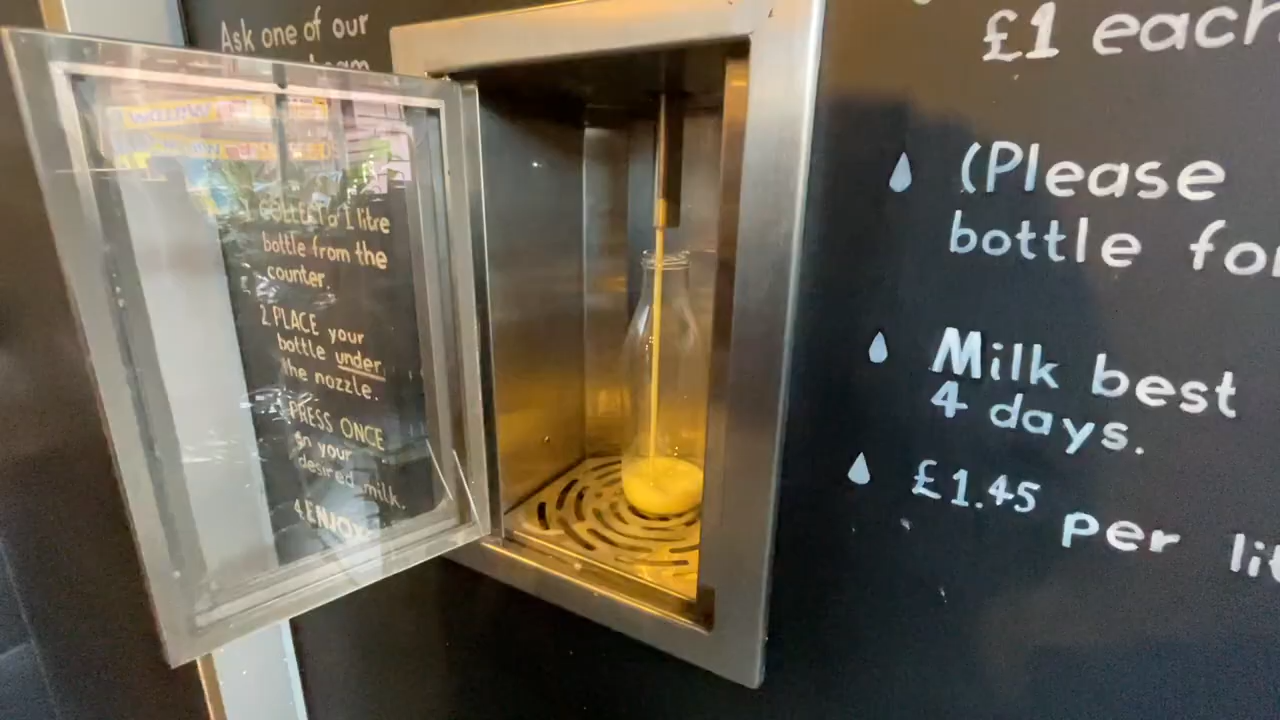 Ask one of our
1 COLLECT a 1 litre
bottle from the
counter.
2 PLACE your
bottle under
the nozzle.
3 PRESS ONCE
on your
desired milk.
4 ENJOY
£1 each
(Please
bottle for
Milk best
4 days.
£1.45 per lit